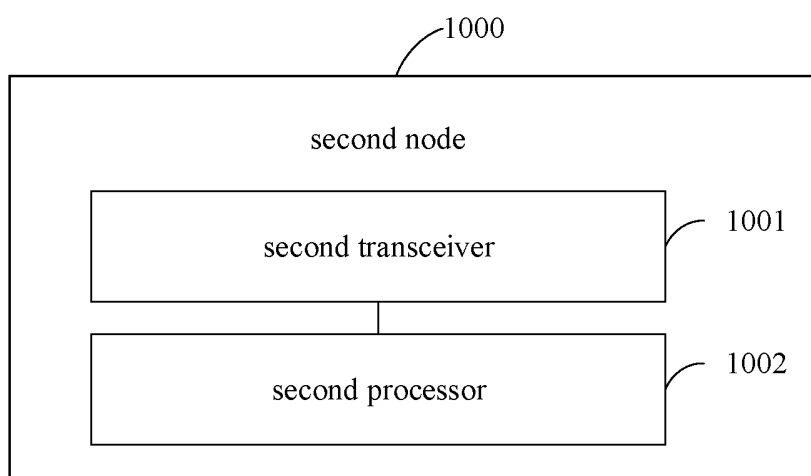 1000
second node
second transceiver
1001
second processor
1002